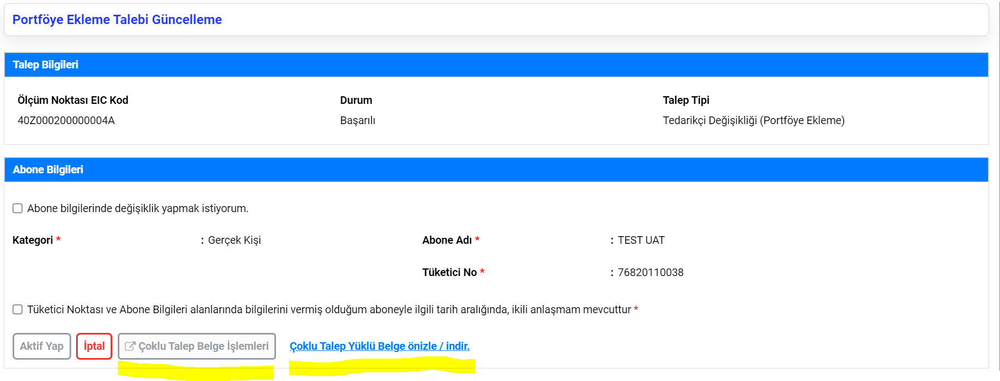 Portföye Ekleme Talebi Güncelleme
Talep Bilgileri
Ölçüm Noktası EIC Kod
Durum
Talep Tipi
40Z000200000004A
Başarılı
Tedarikçi Değişikliği (Portföye Ekleme)
Abone Bilgileri
Abone bilgilerinde değişiklik yapmak istiyorum.
Kategori * : Gerçek Kişi
Abone Adı * : TEST UAT
Tüketici No * : 76820110038
Tüketici Noktası ve Abone Bilgileri alanlarında bilgilerini vermiş olduğum aboneyle ilgili tarih aralığında, ikili anlaşmam mevcuttur *
Aktif Yap
İptal
Çoklu Talep Belge İşlemleri
Çoklu Talep Yüklü Belge önizle / indir.